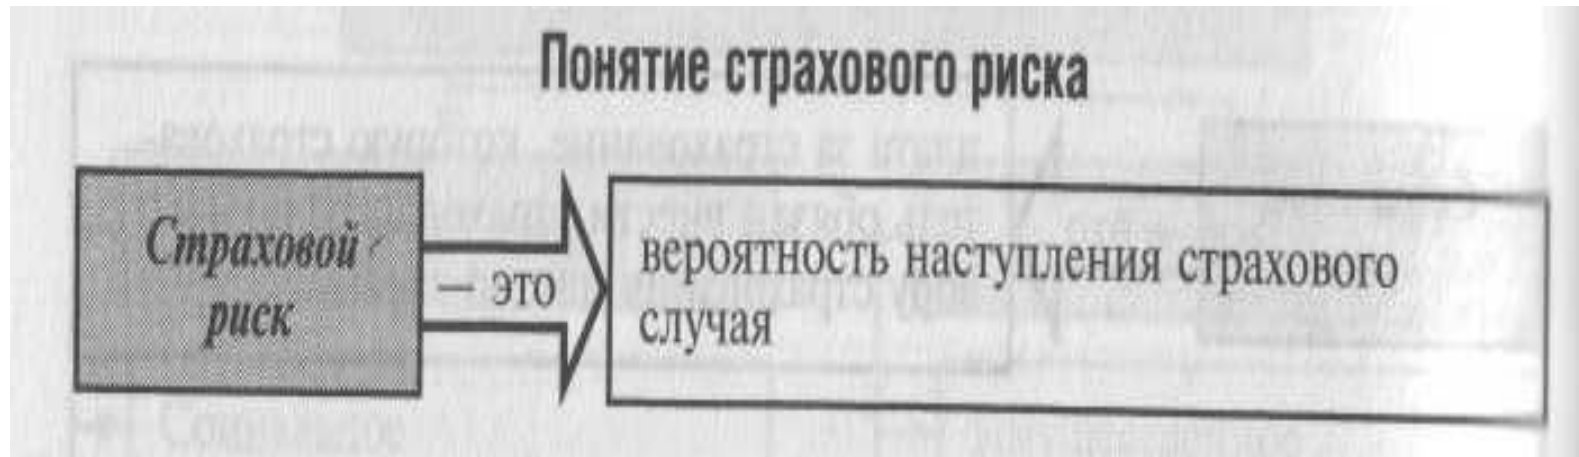 Понятие страхового риска
Страховой
риск
— это
вероятность наступления страхового
случая